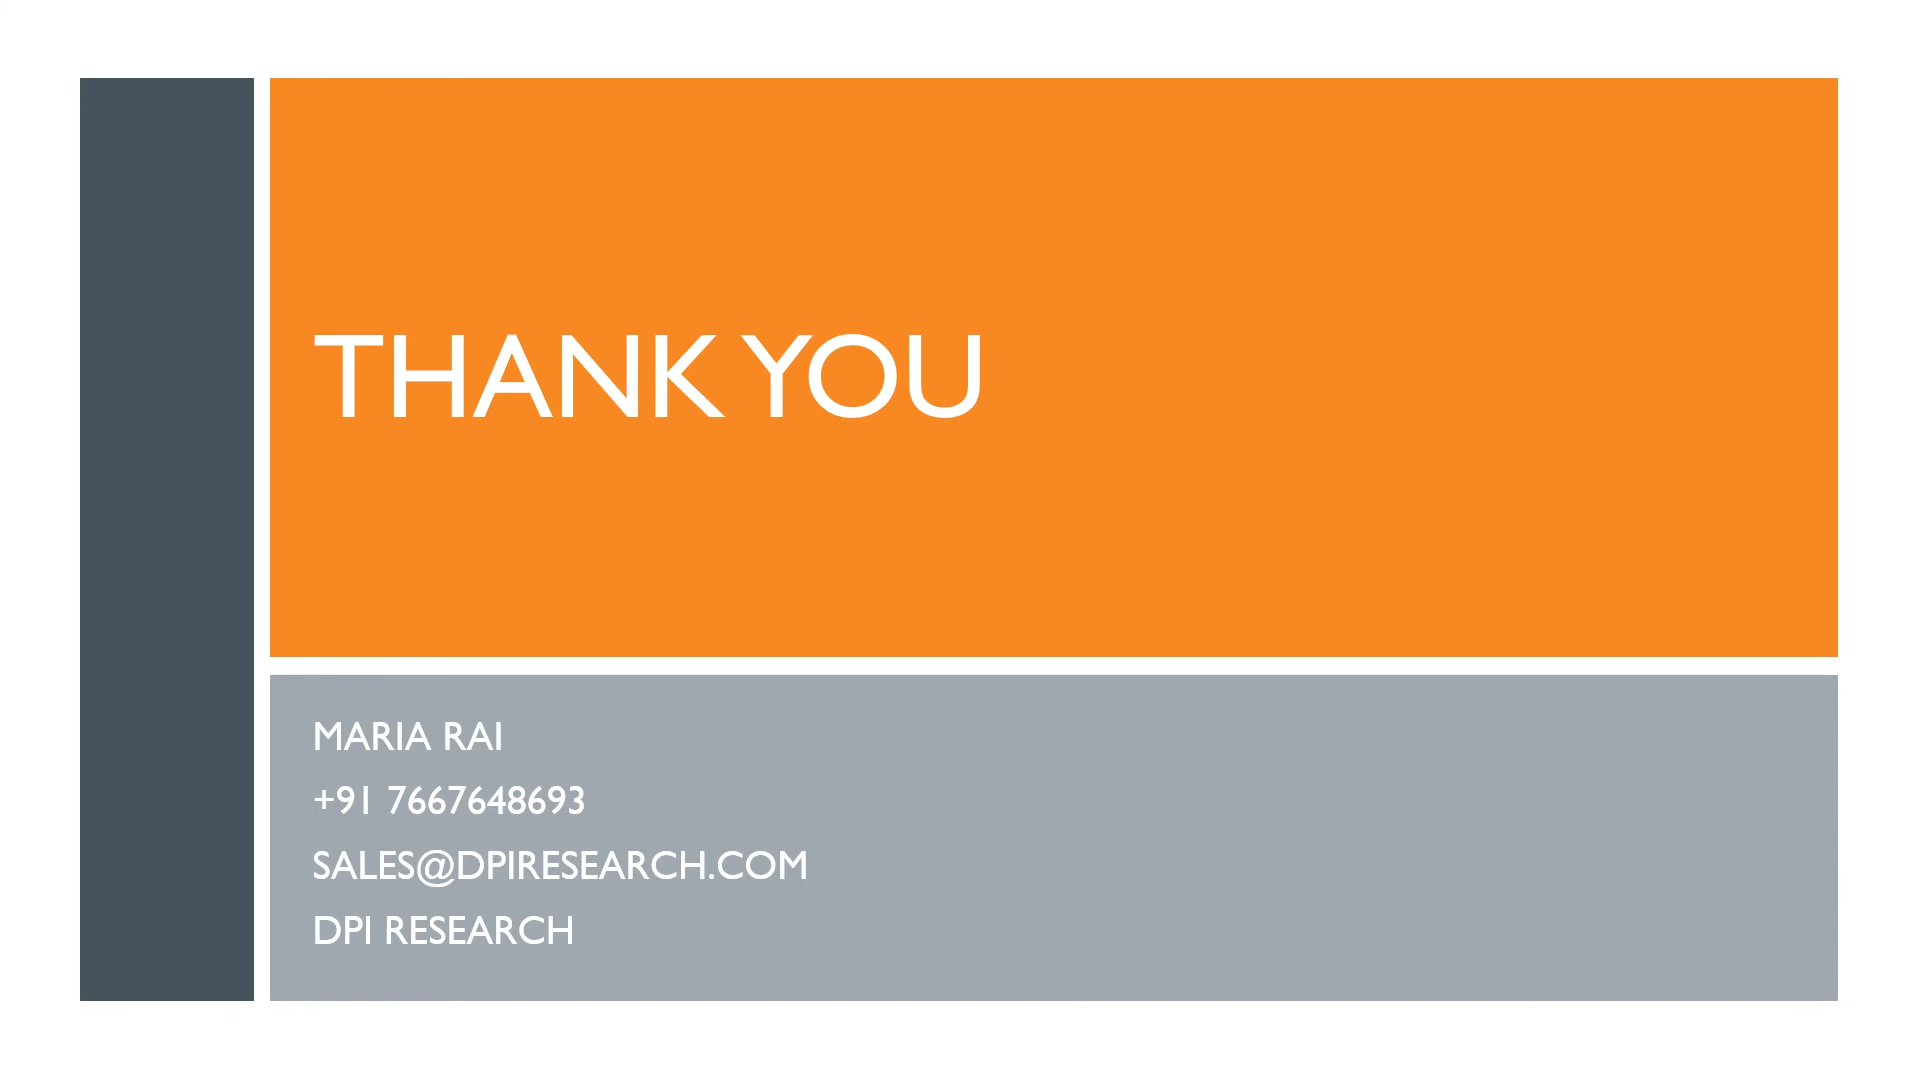 THANK YOU
MARIA RAI
+91 7667648693
SALES@DPIRESEARCH.COM
DPI RESEARCH